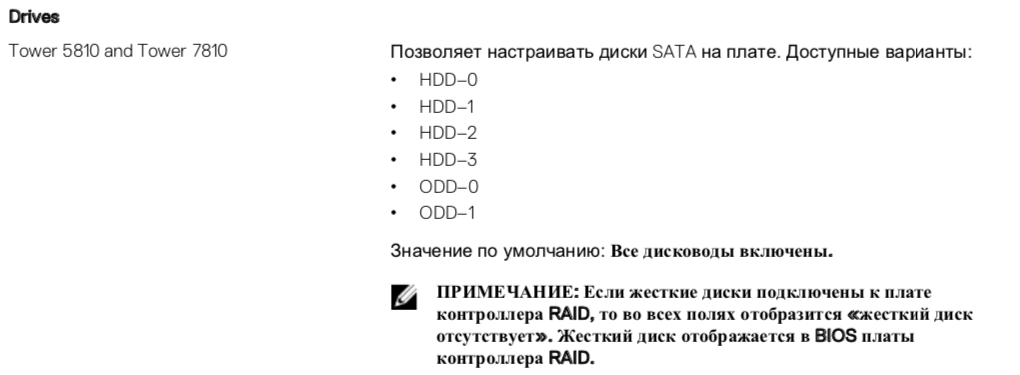 Drives
Tower 5810 and Tower 7810
Позволяет настраивать диски SATA на плате. Доступные варианты:
• HDD–0
• HDD–1
• HDD–2
• HDD–3
• ODD–0
• ODD–1
Значение по умолчанию: Все дисководы включены.
ПРИМЕЧАНИЕ: Если жесткие диски подключены к плате
контроллера RAID, то во всех полях отобразится «жесткий диск
отсутствует». Жесткий диск отображается в BIOS платы
контроллера RAID.